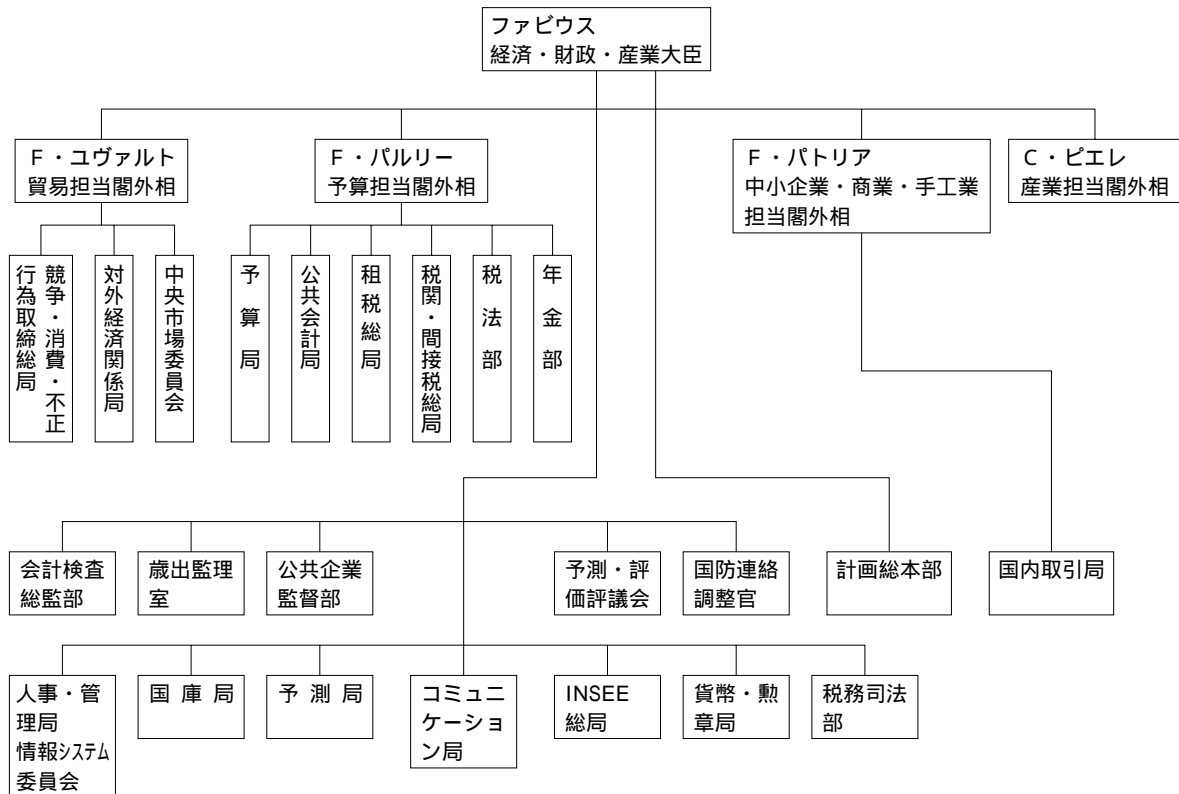 ファビウス
経済・財政・産業大臣
F・ユヴァルト
貿易担当閣外相
F・パルリー
予算担当閣外相
F・パトリア
中小企業・商業・手工業
担当閣外相
C・ピエレ
産業担当閣外相
競争・消費・不正
行為取締総局
対外経済関係局
中央市場委員会
予算局
公共会計局
租税総局
税関・間接税総局
税法部
年金部
会計検査
総監部
歳出監理
室
公共企業
監督部
予測・評
価評議会
国防連絡
調整官
計画総本部
国内取引局
人事・管
理局
情報システム
委員会
国庫局
予測局
コミュニ
ケーショ
ン局
INSEE
総局
貨幣・勲
章局
税務司法
部